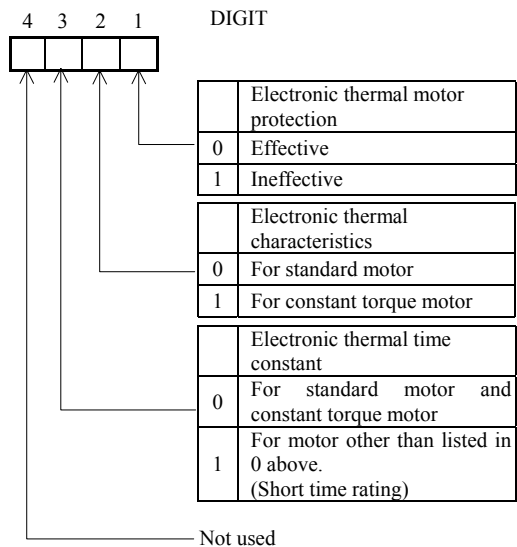 4 3 2 1 DIGIT
Electronic thermal motor
protection
0 Effective
1 Ineffective
Electronic thermal
characteristics
0 For standard motor
1 For constant torque motor
Electronic thermal time
constant
0 For standard motor and
constant torque motor
1 For motor other than listed in
0 above.
(Short time rating)
Not used